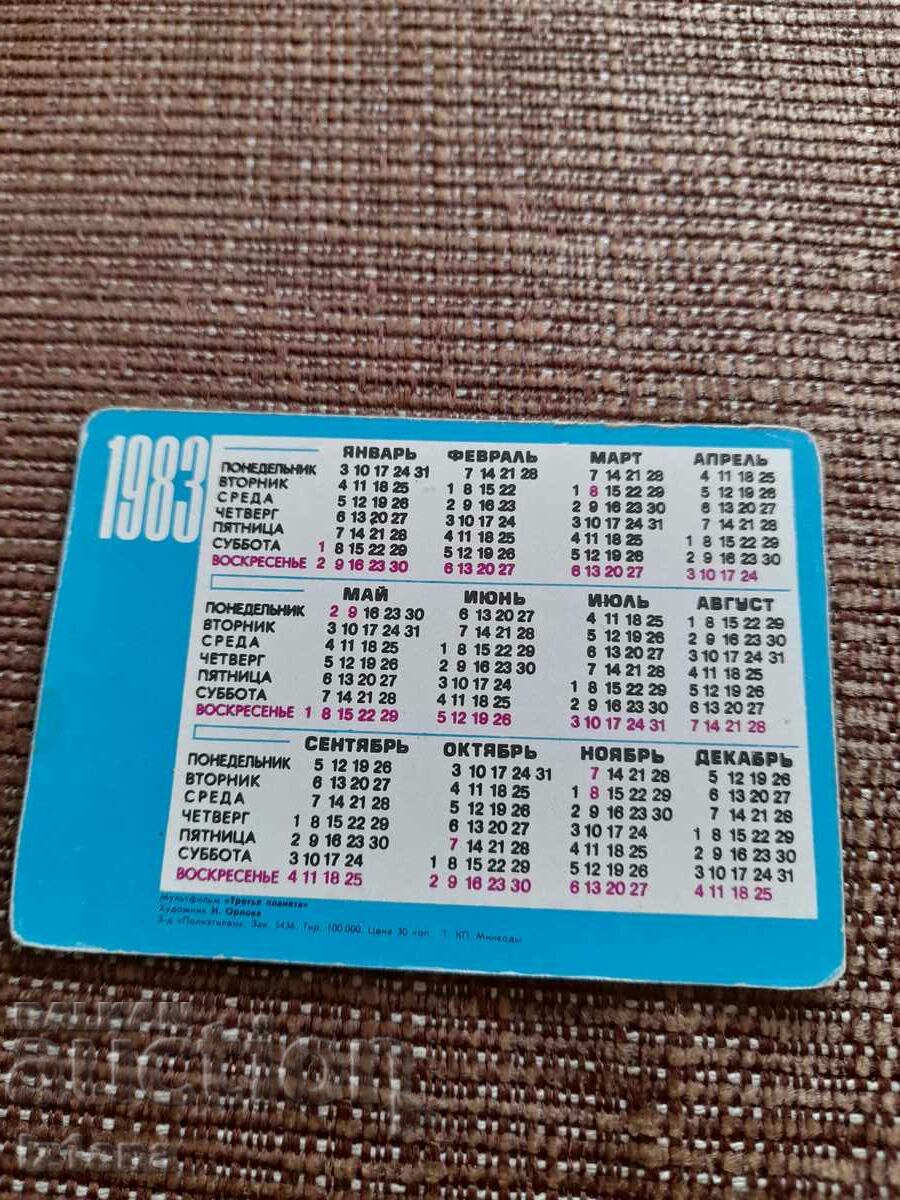 1983
ЯНВАРЬ ФЕВРАЛЬ МАРТ АПРЕЛЬ
ПОНЕДЕЛЬНИК 3 10 17 24 31 7 14 21 28 7 14 21 28 4 11 18 25
ВТОРНИК 4 11 18 25 1 8 15 22 1 8 15 22 29 5 12 19 26
СРЕДА 5 12 19 26 2 9 16 23 2 9 16 23 30 6 13 20 27
ЧЕТВЕРГ 6 13 20 27 3 10 17 24 3 10 17 24 31 7 14 21 28
ПЯТНИЦА 7 14 21 28 4 11 18 25 4 11 18 25 1 8 15 22 29
СУББОТА 1 8 15 22 29 5 12 19 26 5 12 19 26 2 9 16 23 30
ВОСКРЕСЕНЬЕ 2 9 16 23 30 6 13 20 27 6 13 20 27 3 10 17 24
МАЙ ИЮНЬ ИЮЛЬ АВГУСТ
ПОНЕДЕЛЬНИК 2 9 16 23 30 6 13 20 27 4 11 18 25 1 8 15 22 29
ВТОРНИК 3 10 17 24 31 7 14 21 28 5 12 19 26 2 9 16 23 30
СРЕДА 4 11 18 25 1 8 15 22 29 6 13 20 27 3 10 17 24 31
ЧЕТВЕРГ 5 12 19 26 2 9 16 23 30 7 14 21 28 4 11 18 25
ПЯТНИЦА 6 13 20 27 3 10 17 24 1 8 15 22 29 5 12 19 26
СУББОТА 7 14 21 28 4 11 18 25 2 9 16 23 30 6 13 20 27
ВОСКРЕСЕНЬЕ 1 8 15 22 29 5 12 19 26 3 10 17 24 31 7 14 21 28
СЕНТЯБРЬ ОКТЯБРЬ НОЯБРЬ ДЕКАБРЬ
ПОНЕДЕЛЬНИК 5 12 19 26 3 10 17 24 31 7 14 21 28 5 12 19 26
ВТОРНИК 6 13 20 27 4 11 18 25 1 8 15 22 29 6 13 20 27
СРЕДА 7 14 21 28 5 12 19 26 2 9 16 23 30 7 14 21 28
ЧЕТВЕРГ 1 8 15 22 29 6 13 20 27 3 10 17 24 1 8 15 22 29
ПЯТНИЦА 2 9 16 23 30 7 14 21 28 4 11 18 25 2 9 16 23 30
СУББОТА 3 10 17 24 1 8 15 22 29 5 12 19 26 3 10 17 24 31
ВОСКРЕСЕНЬЕ 4 11 18 25 2 9 16 23 30 6 13 20 27 4 11 18 25
Мультфильм «Третья планета»
Художник Н. Орлова
З-д «Полиэтилен». Зак. 5436. Тир. 100 000. Цена 30 коп. Т. КП, Минводы
BALKAN
auction
iztoma